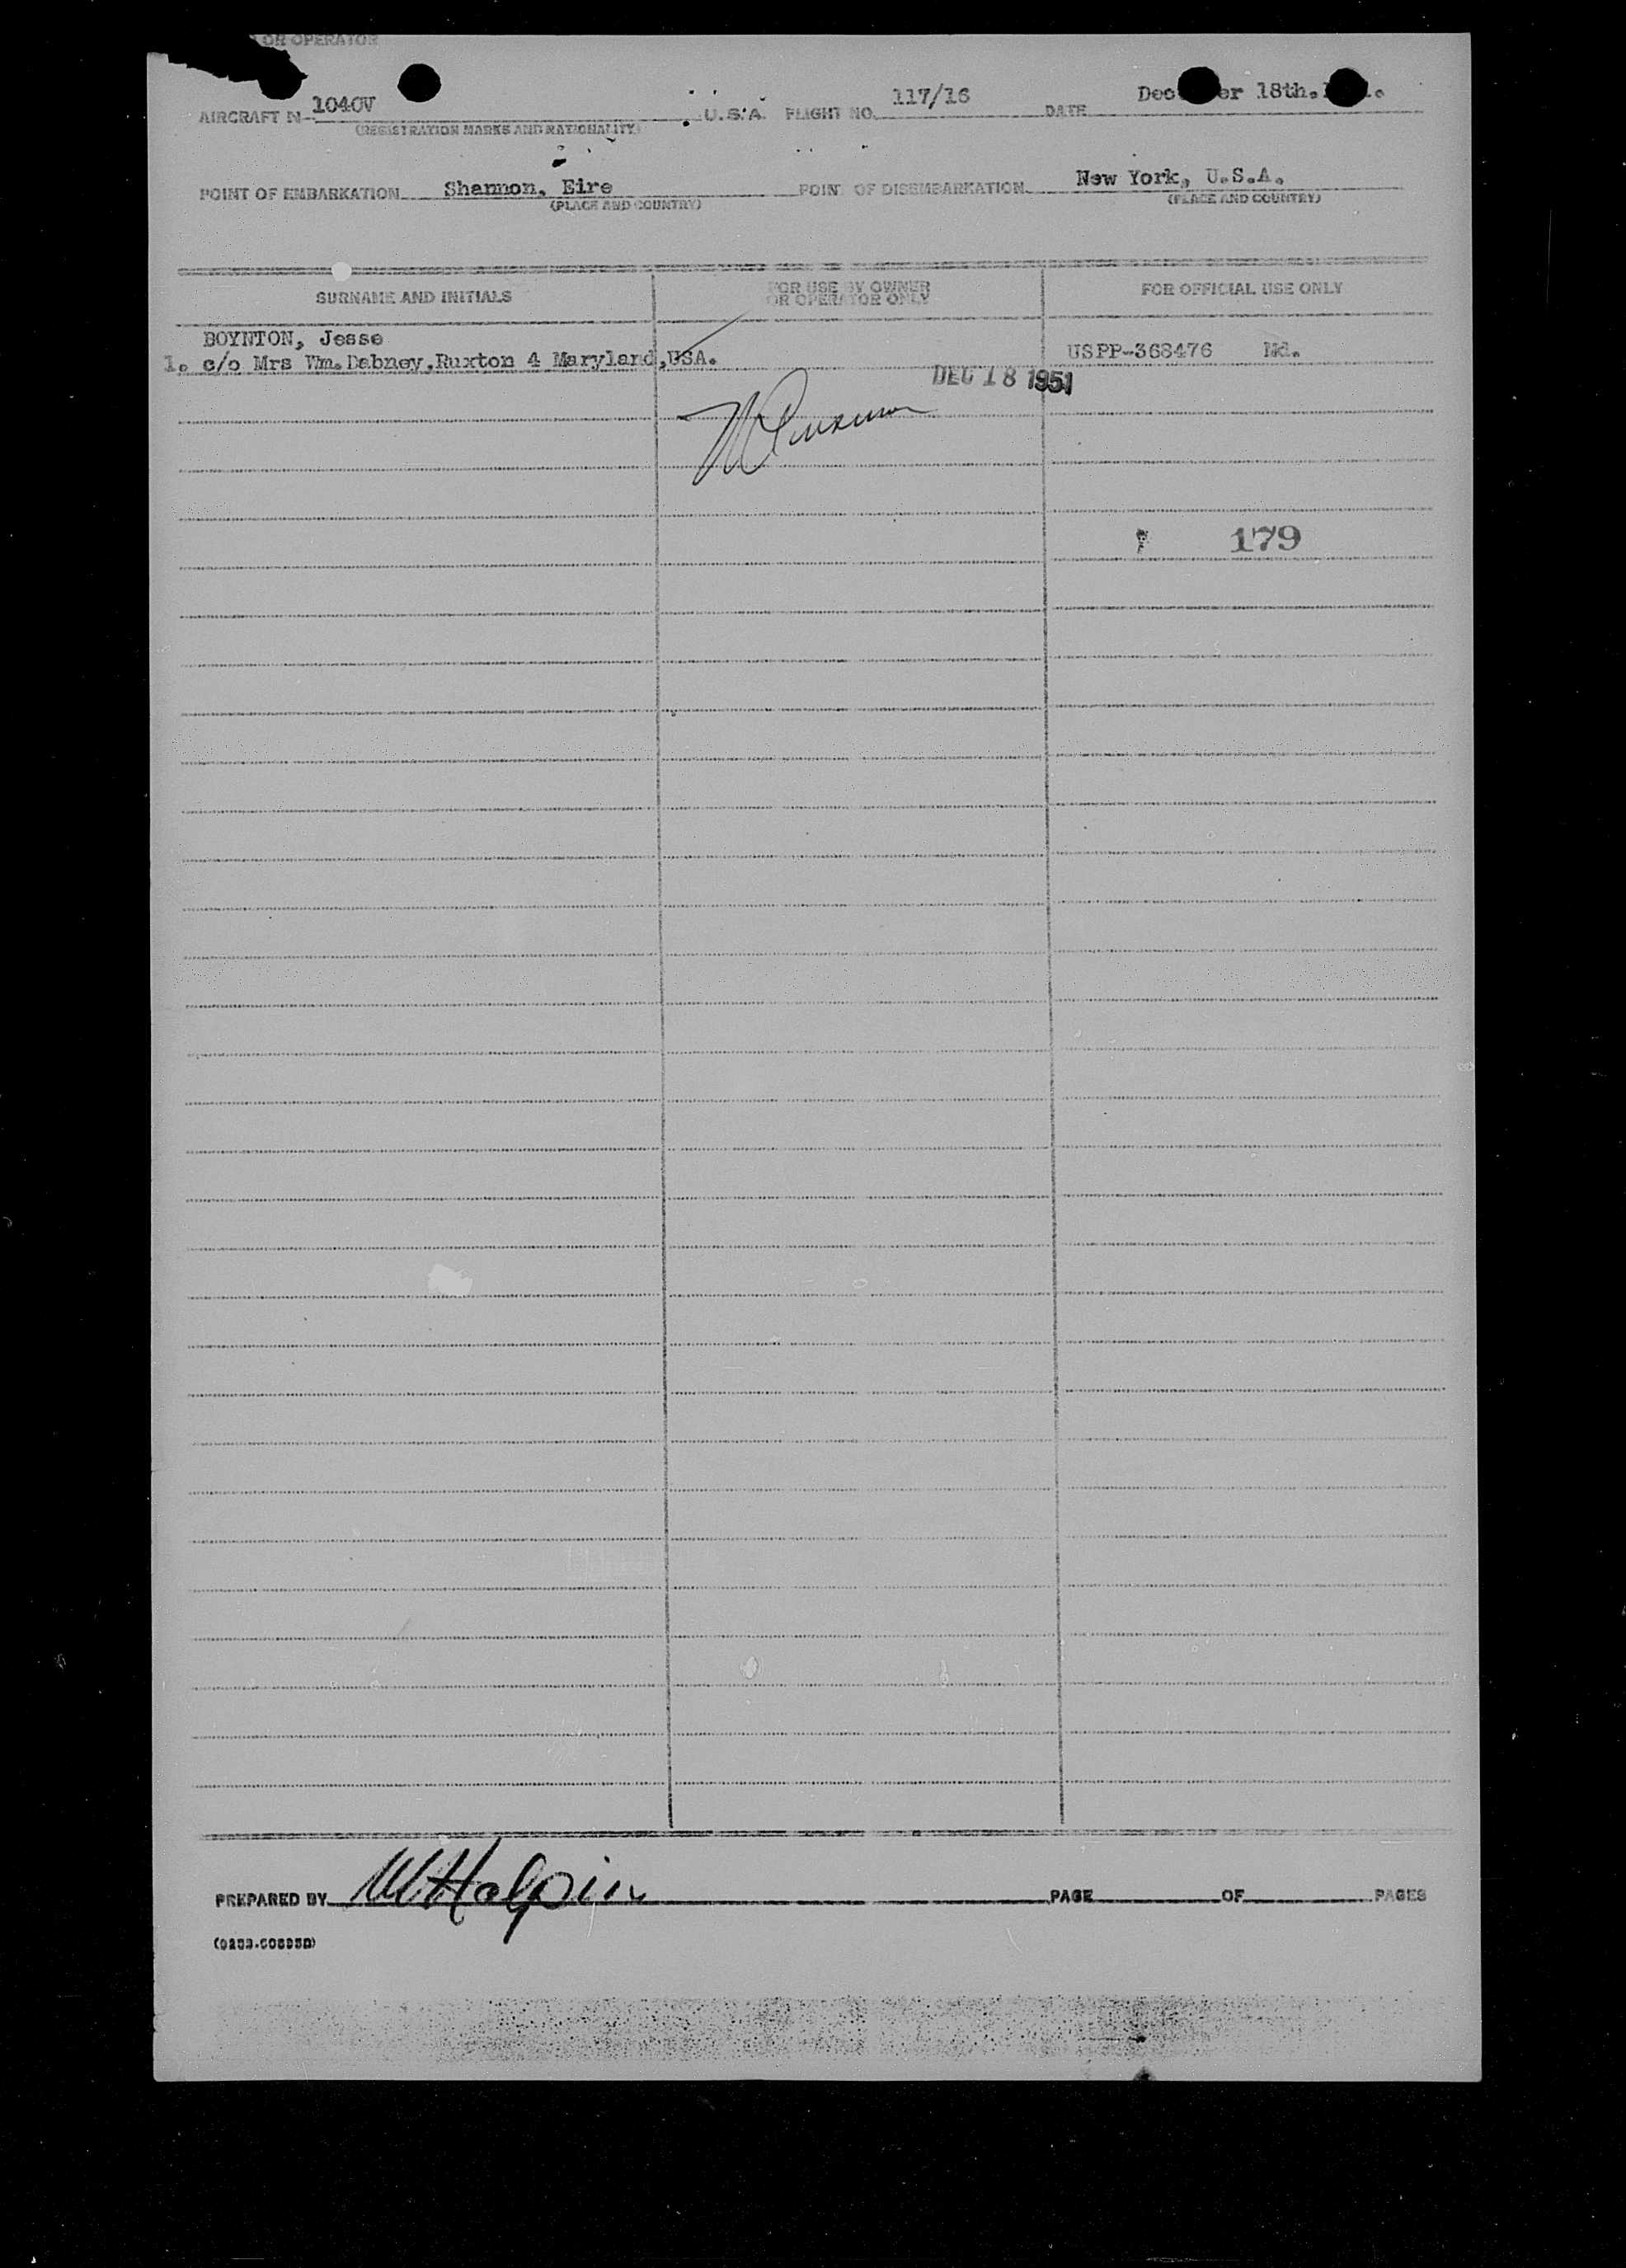 OR OPERATOR
AIRCRAFT N-1040V U.S.A. FLIGHT NO. 117/16 DATE Dec er 18th.
(REGISTRATION MARKS AND NATIONALITY)
POINT OF EMBARKATION Shannon, Eire POINT OF DISEMBARKATION New York, U.S.A.
(PLACE AND COUNTRY) (PLACE AND COUNTRY)
SURNAME AND INITIALS FOR USE BY OWNER OR OPERATOR ONLY FOR OFFICIAL USE ONLY
BOYNTON, Jesse
1. c/o Mrs Wm. Dabney,Ruxton 4 Maryland,USA. USPP-368476 Md.
DEC 18 1951
179
PREPARED BY WHalpin PAGE OF PAGES